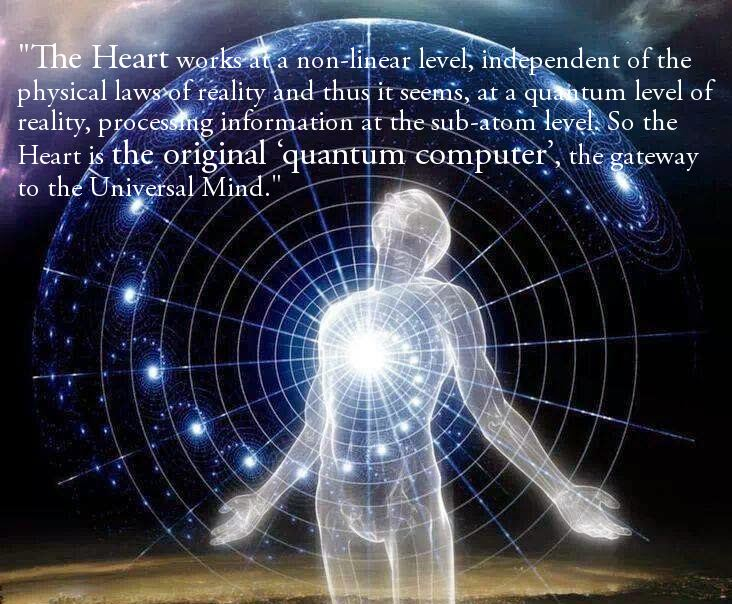 "The Heart works at a non-linear level, independent of the
physical laws of reality and thus it seems, at a quantum level of
reality, processing information at the sub-atom level. So the
Heart is the original ‘quantum computer’, the gateway
to the Universal Mind."